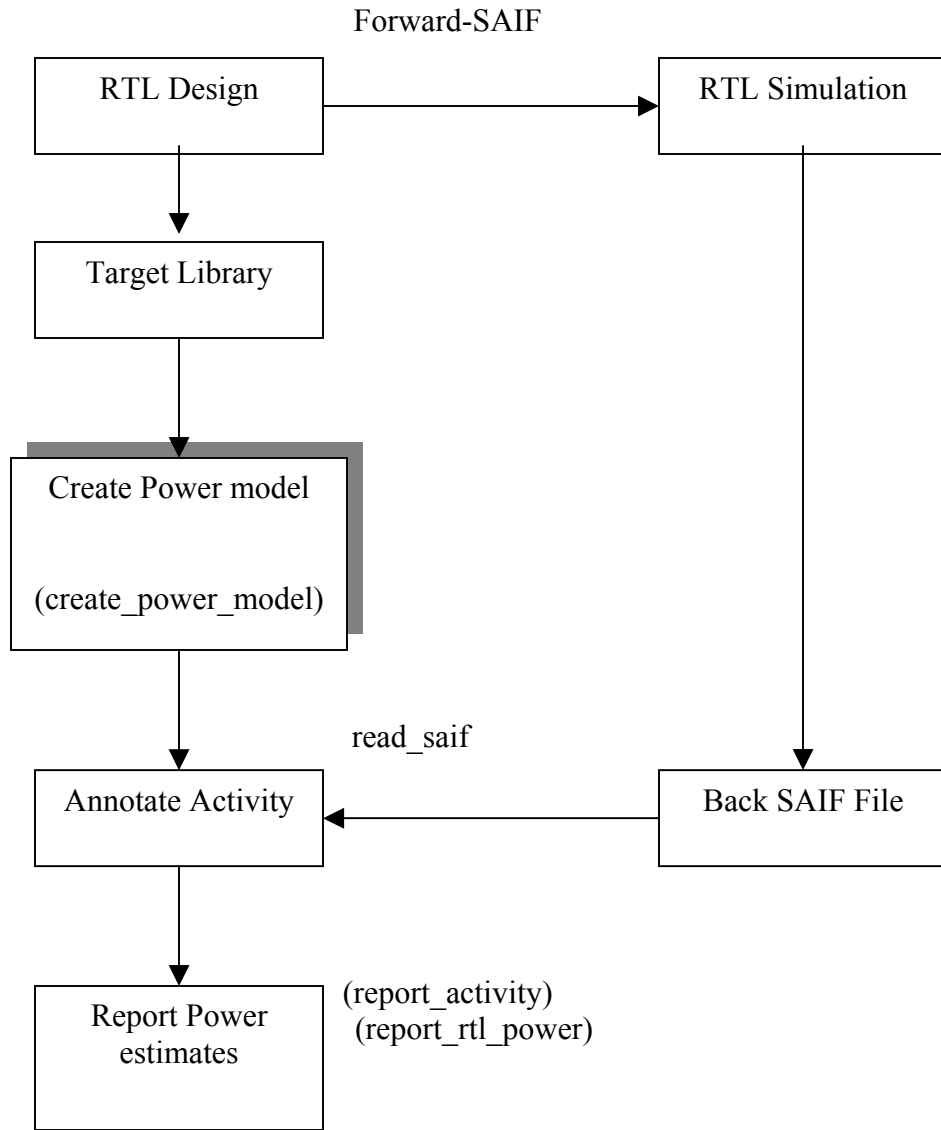 Forward-SAIF
RTL Design
RTL Simulation
Target Library
Create Power model
(create_power_model)
read_saif
Annotate Activity
Back SAIF File
Report Power
estimates
(report_activity)
(report_rtl_power)